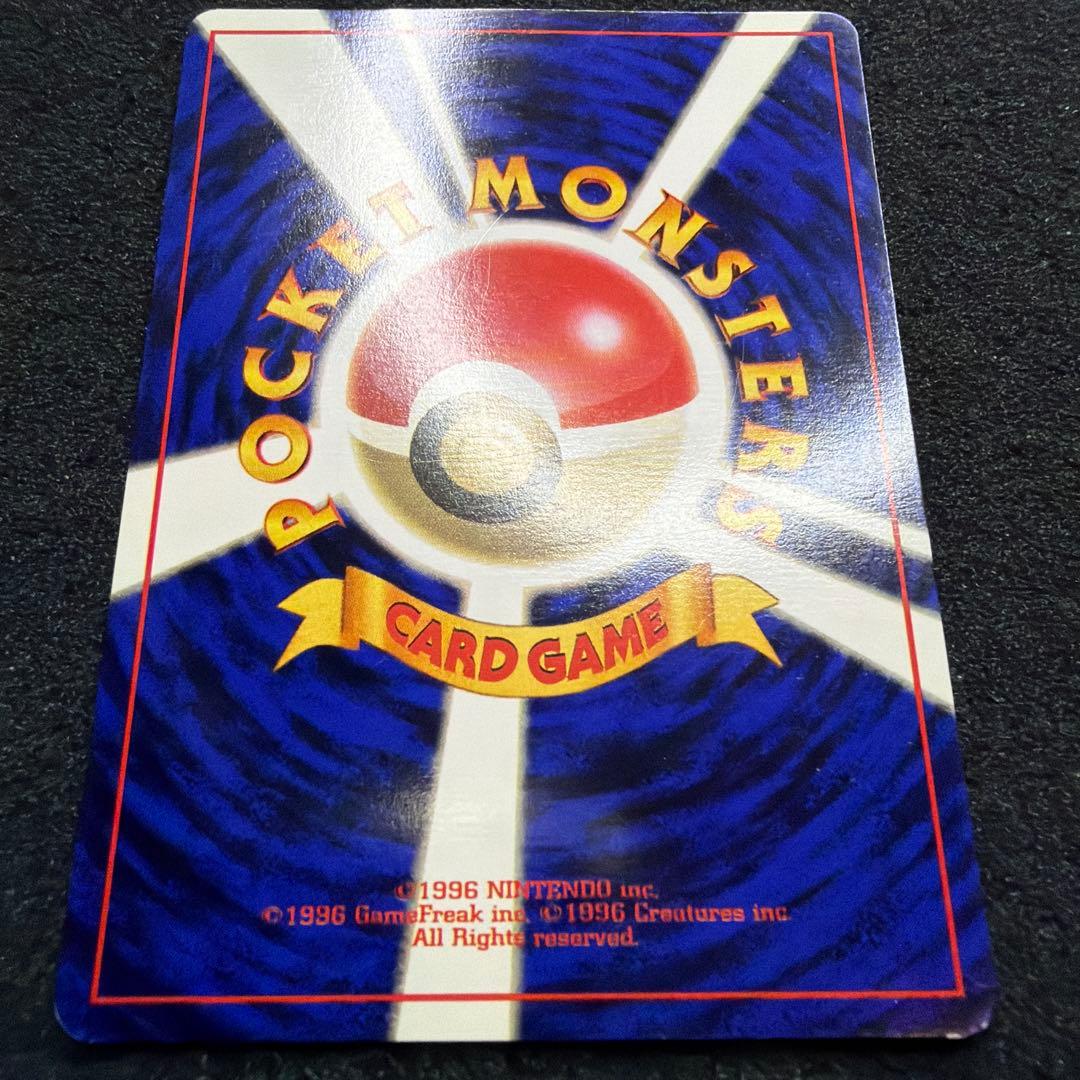 POCKET MONSTERS
CARD GAME
©1996 NINTENDO inc.
©1996 GameFreak inc. ©1996 Creatures inc.
All Rights reserved.